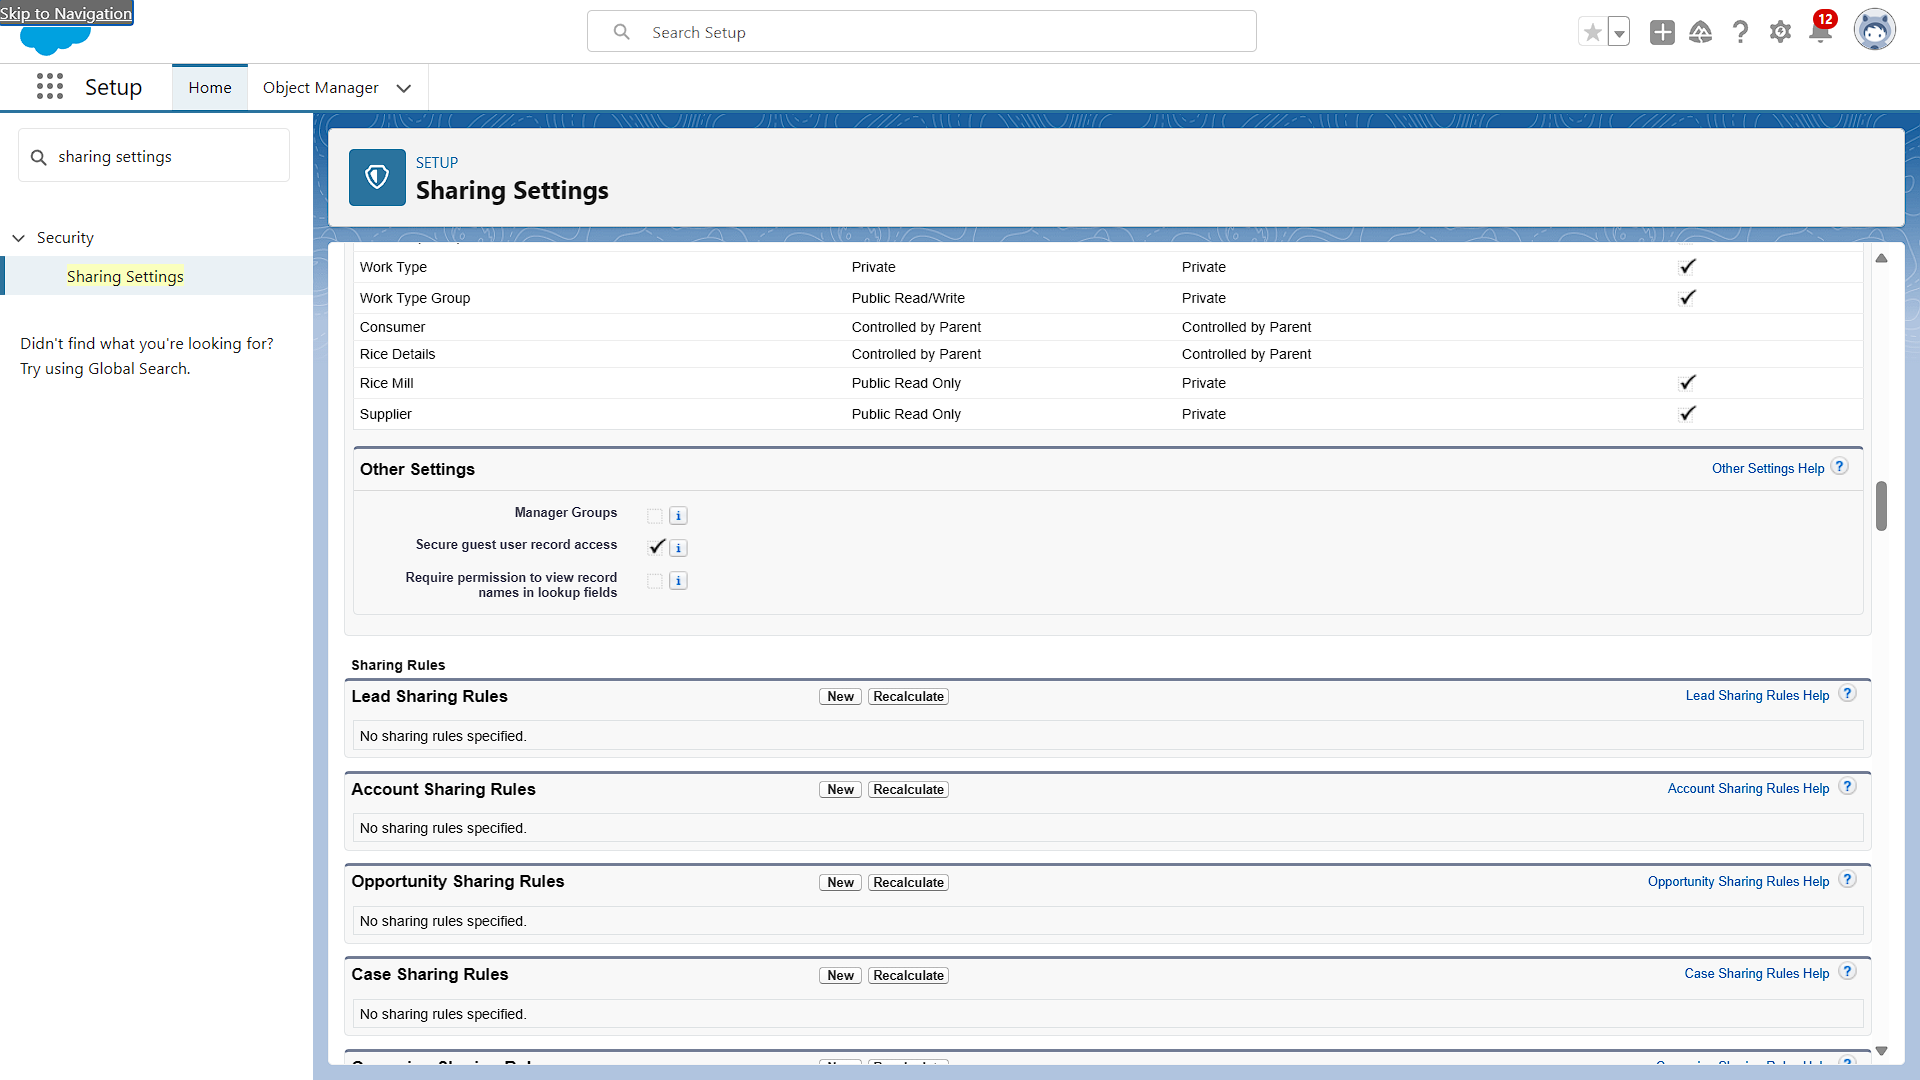 Skip to Navigation
Search Setup
12
Setup
Home
Object Manager
sharing settings
Security
Sharing Settings
Didn't find what you're looking for?
Try using Global Search.
SETUP
Sharing Settings
Work Type Private Private
Work Type Group Public Read/Write Private
Consumer Controlled by Parent Controlled by Parent
Rice Details Controlled by Parent Controlled by Parent
Rice Mill Public Read Only Private
Supplier Public Read Only Private
Other Settings
Other Settings Help ?
Manager Groups
Secure guest user record access
Require permission to view record
names in lookup fields
Sharing Rules
Lead Sharing Rules New Recalculate Lead Sharing Rules Help ?
No sharing rules specified.
Account Sharing Rules New Recalculate Account Sharing Rules Help ?
No sharing rules specified.
Opportunity Sharing Rules New Recalculate Opportunity Sharing Rules Help ?
No sharing rules specified.
Case Sharing Rules New Recalculate Case Sharing Rules Help ?
No sharing rules specified.